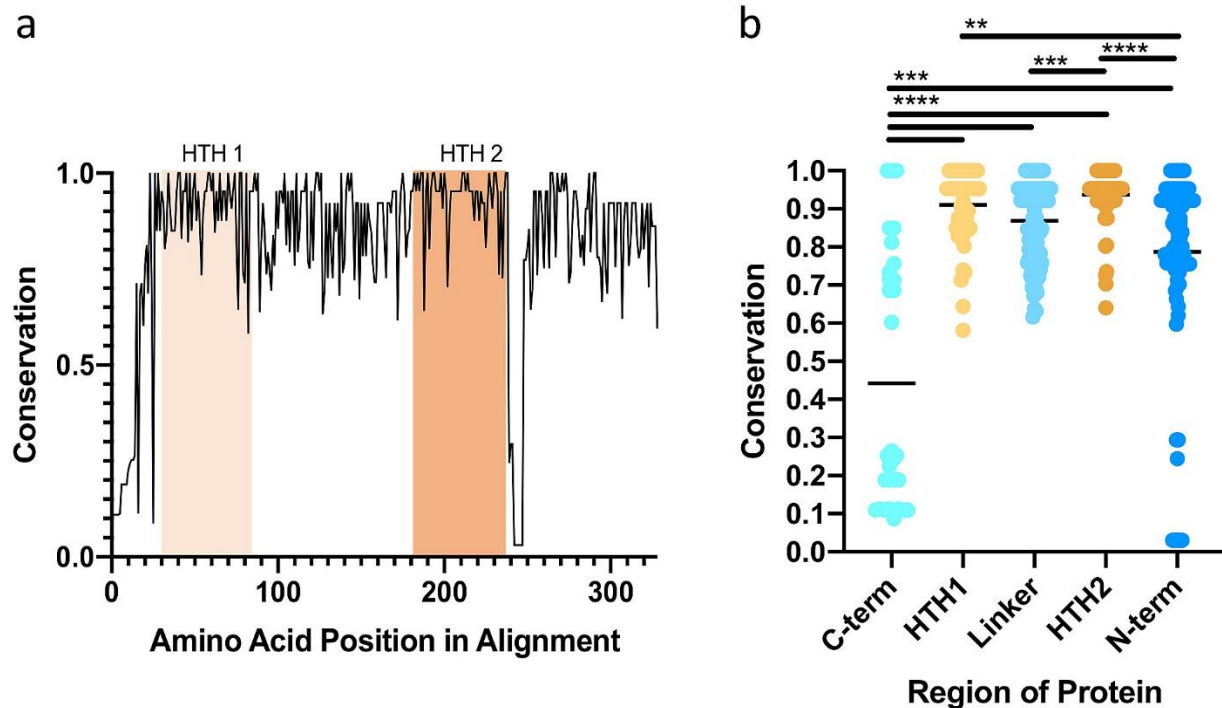 a
HTH 1
HTH 2
1.0
0.5
0.0
Conservation
0
100
200
300
Amino Acid Position in Alignment
b
**
****
***
***
****
1.0
0.9
0.8
0.7
0.6
0.5
0.4
0.3
0.2
0.1
0.0
Conservation
C-term
HTH1
Linker
HTH2
N-term
Region of Protein